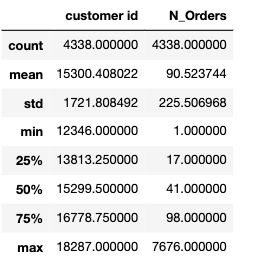 customer id N_Orders
count 4338.000000 4338.000000
mean 15300.408022 90.523744
std 1721.808492 225.506968
min 12346.000000 1.000000
25% 13813.250000 17.000000
50% 15299.500000 41.000000
75% 16778.750000 98.000000
max 18287.000000 7676.000000